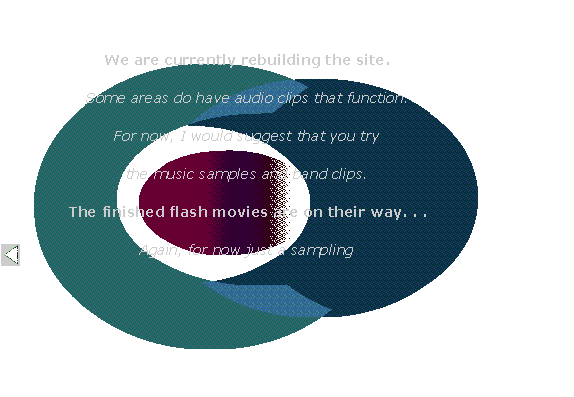 We are currently rebuilding the site.
Some areas do have audio clips that function.
For now, I would suggest that you try
the music samples and band clips.
The finished flash movies are on their way. . .
Again, for now just a sampling